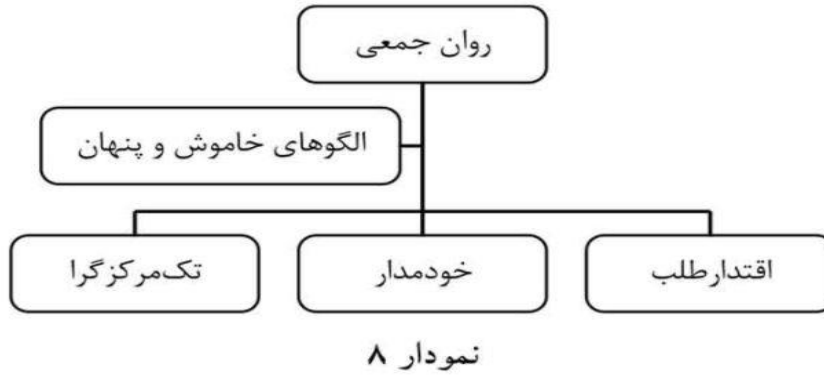 روان جمعی
الگوهای خاموش و پنهان
اقتدارطلب
خودمدار
تک‌مرکزگرا
نمودار ۸